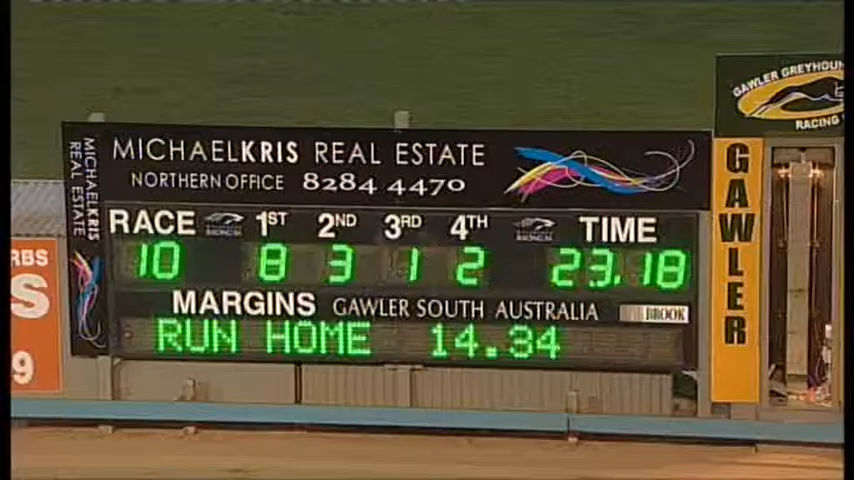 GAWLER GREYHOUN
RACING
MICHAELKRIS REAL ESTATE
NORTHERN OFFICE 8284 4470
MICHAELKRIS
REAL ESTATE
RACE 1ST 2ND 3RD 4TH TIME
10 8 3 1 2 23.18
MARGINS GAWLER SOUTH AUSTRALIA BROOK
RUN HOME 14.34
GAWLER
RBS
S
9